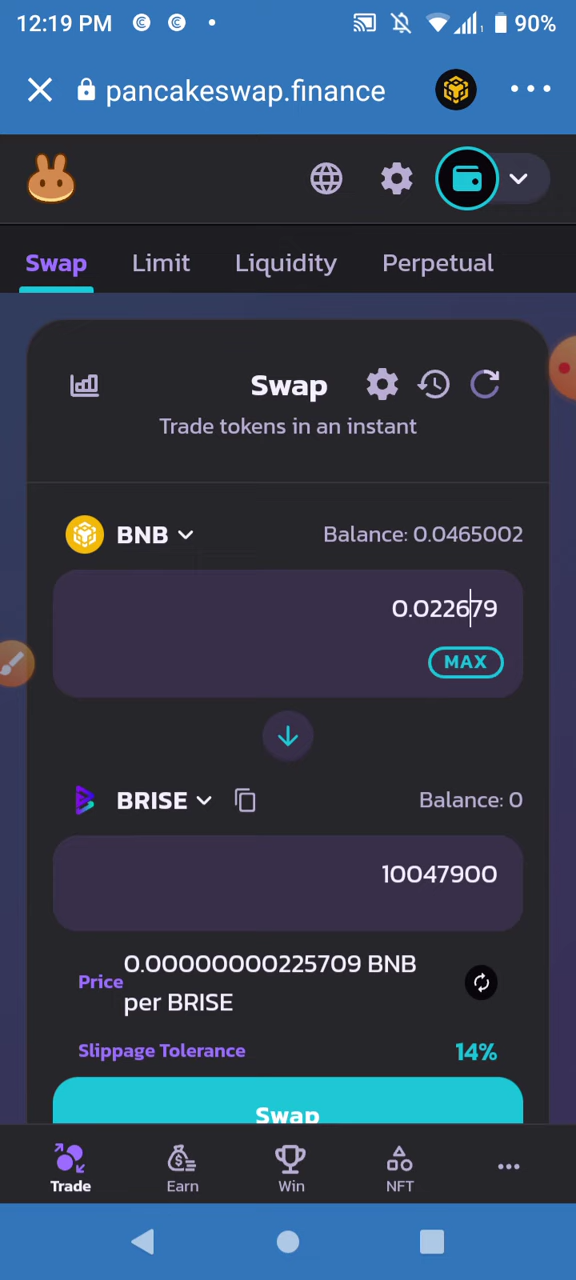 12:19 PM 90%
pancakeswap.finance
Swap Limit Liquidity Perpetual
Swap
Trade tokens in an instant
BNB Balance: 0.0465002
0.022679
MAX
BRISE Balance: 0
10047900
Price 0.00000000225709 BNB
per BRISE
Slippage Tolerance 14%
Swap
Trade Earn Win NFT